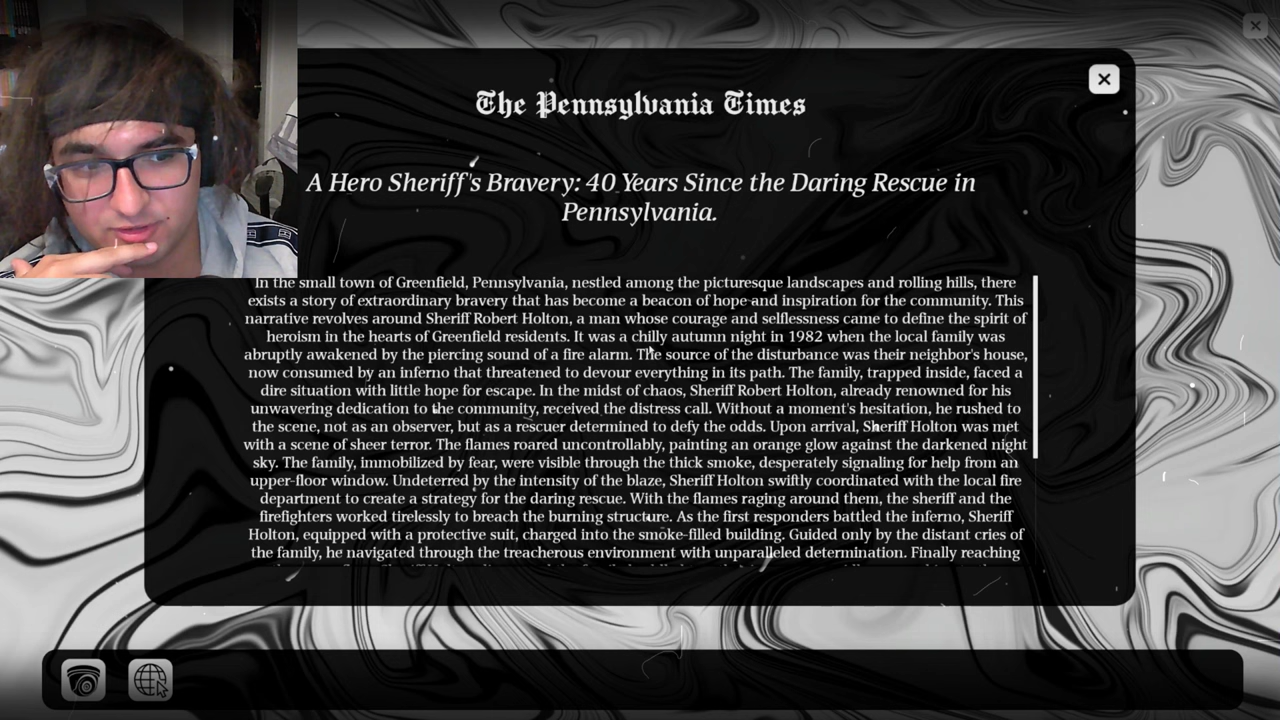 The Pennsylvania Times
A Hero Sheriff's Bravery: 40 Years Since the Daring Rescue in
Pennsylvania.
In the small town of Greenfield, Pennsylvania, nestled among the picturesque landscapes and rolling hills, there
exists a story of extraordinary bravery that has become a beacon of hope and inspiration for the community. This
narrative revolves around Sheriff Robert Holton, a man whose courage and selflessness came to define the spirit of
heroism in the hearts of Greenfield residents. It was a chilly autumn night in 1982 when the local family was
abruptly awakened by the piercing sound of a fire alarm. The source of the disturbance was their neighbor's house,
now consumed by an inferno that threatened to devour everything in its path. The family, trapped inside, faced a
dire situation with little hope for escape. In the midst of chaos, Sheriff Robert Holton, already renowned for his
unwavering dedication to the community, received the distress call. Without a moment's hesitation, he rushed to
the scene, not as an observer, but as a rescuer determined to defy the odds. Upon arrival, Sheriff Holton was met
with a scene of sheer terror. The flames roared uncontrollably, painting an orange glow against the darkened night
sky. The family, immobilized by fear, were visible through the thick smoke, desperately signaling for help from an
upper-floor window. Undeterred by the intensity of the blaze, Sheriff Holton swiftly coordinated with the local fire
department to create a strategy for the daring rescue. With the flames raging around them, the sheriff and the
firefighters worked tirelessly to breach the burning structure. As the first responders battled the inferno, Sheriff
Holton, equipped with a protective suit, charged into the smoke-filled building. Guided only by the distant cries of
the family, he navigated through the treacherous environment with unparalleled determination. Finally reaching